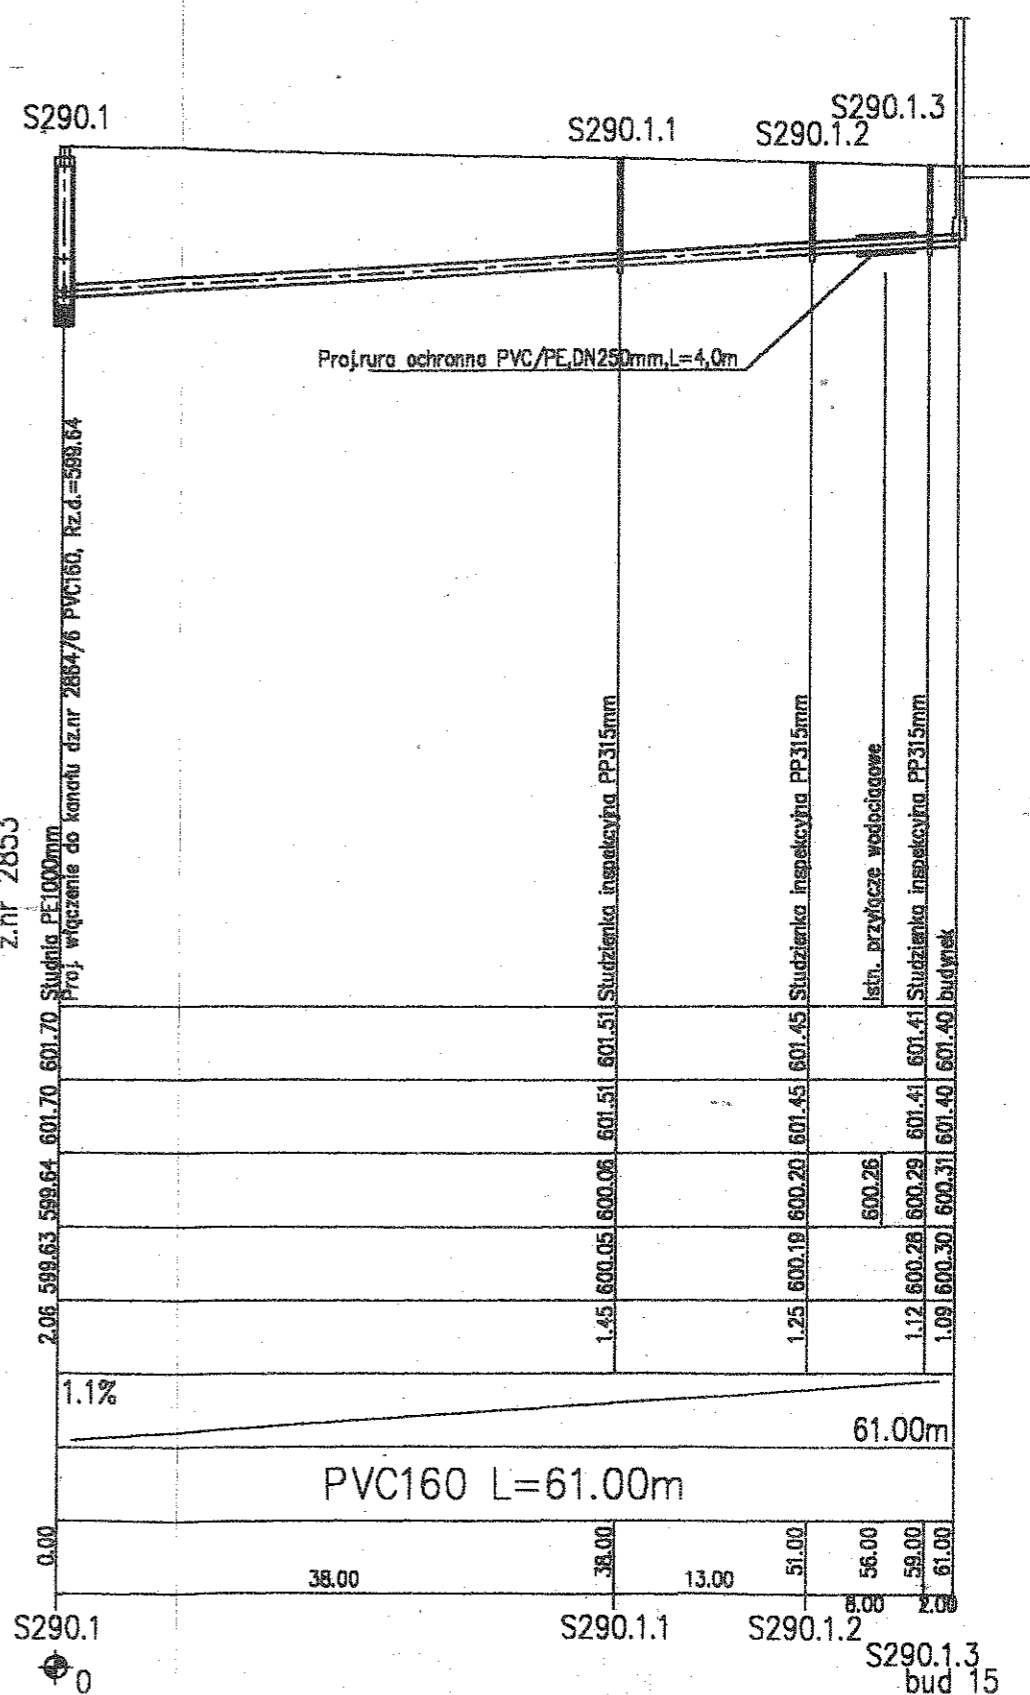 S290.1
S290.1.1
S290.1.2
S290.1.3
Proj.rura ochronna PVC/PE,DN250mm,L=4,0m
z.nr 2853
Studnia PE1000mm
Proj. włączenie do kanału dz.nr 2864/6 PVC160, Rz.d.=599.64
Studzienka inspekcyjna PP315mm
Studzienka inspekcyjna PP315mm
Istn. przyłącze wodociągowe
Studzienka inspekcyjna PP315mm
budynek
601.70 601.51 601.45 601.41 601.40
601.70 601.51 601.45 601.41 601.40
599.64 600.06 600.20 600.26 600.29 600.31
599.63 600.05 600.19 600.28 600.30
2.06 1.45 1.25 1.12 1.09
1.1%
61.00m
PVC160 L=61.00m
0.00 38.00 51.00 56.00 59.00 61.00
38.00 13.00 8.00 2.00
S290.1
S290.1.1
S290.1.2
S290.1.3
0
bud 15